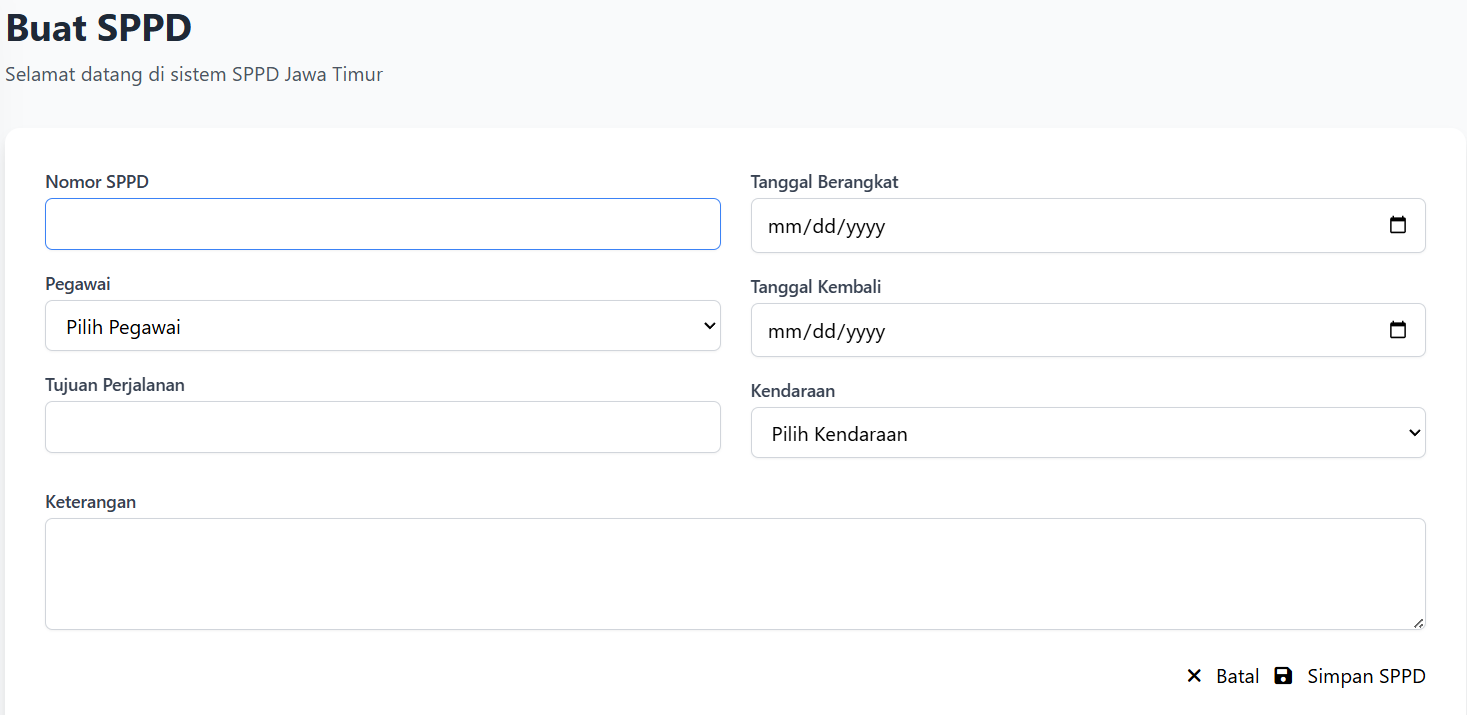 Buat SPPD
Selamat datang di sistem SPPD Jawa Timur
Nomor SPPD
Tanggal Berangkat
mm/dd/yyyy
Pegawai
Pilih Pegawai
Tanggal Kembali
mm/dd/yyyy
Tujuan Perjalanan
Kendaraan
Pilih Kendaraan
Keterangan
Batal
Simpan SPPD